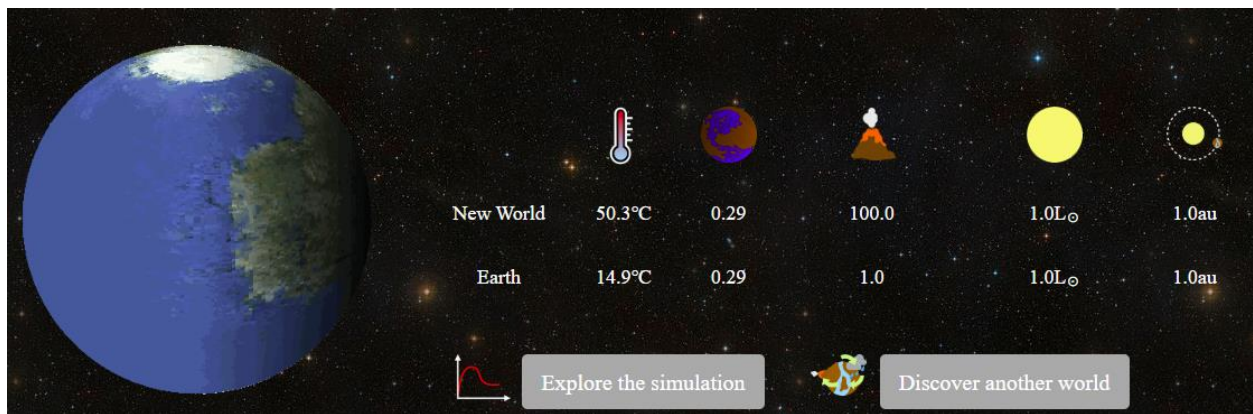 New World 50.3°C 0.29 100.0 1.0L⊙ 1.0au
Earth 14.9°C 0.29 1.0 1.0L⊙ 1.0au
Explore the simulation Discover another world